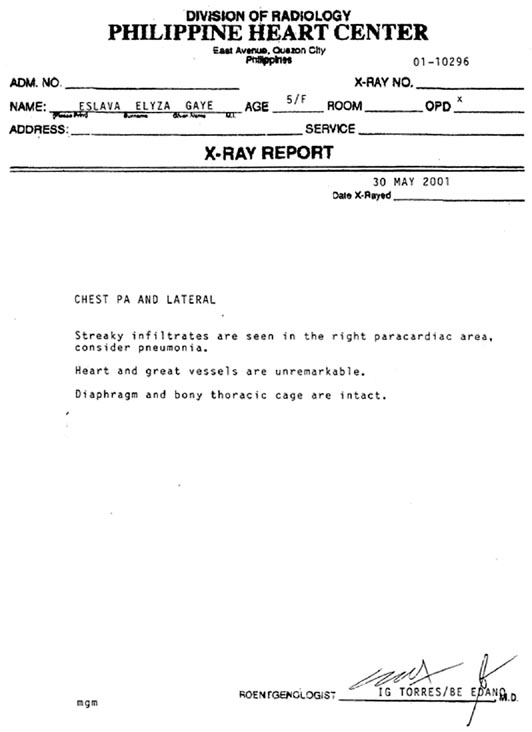 DIVISION OF RADIOLOGY
PHILIPPINE HEART CENTER
East Avenue, Quezon City
Philippines
01-10296
ADM. NO. X-RAY NO.
NAME: ESLAVA ELYZA GAYE AGE 5/F ROOM OPD x
(Please Print) Surname Given Name M.I.
ADDRESS: SERVICE
X-RAY REPORT
30 MAY 2001
Date X-Rayed
CHEST PA AND LATERAL
Streaky infiltrates are seen in the right paracardiac area,
consider pneumonia.
Heart and great vessels are unremarkable.
Diaphragm and bony thoracic cage are intact.
ROENTGENOLOGIST IG TORRES/BE EDANO M.D.
mgm